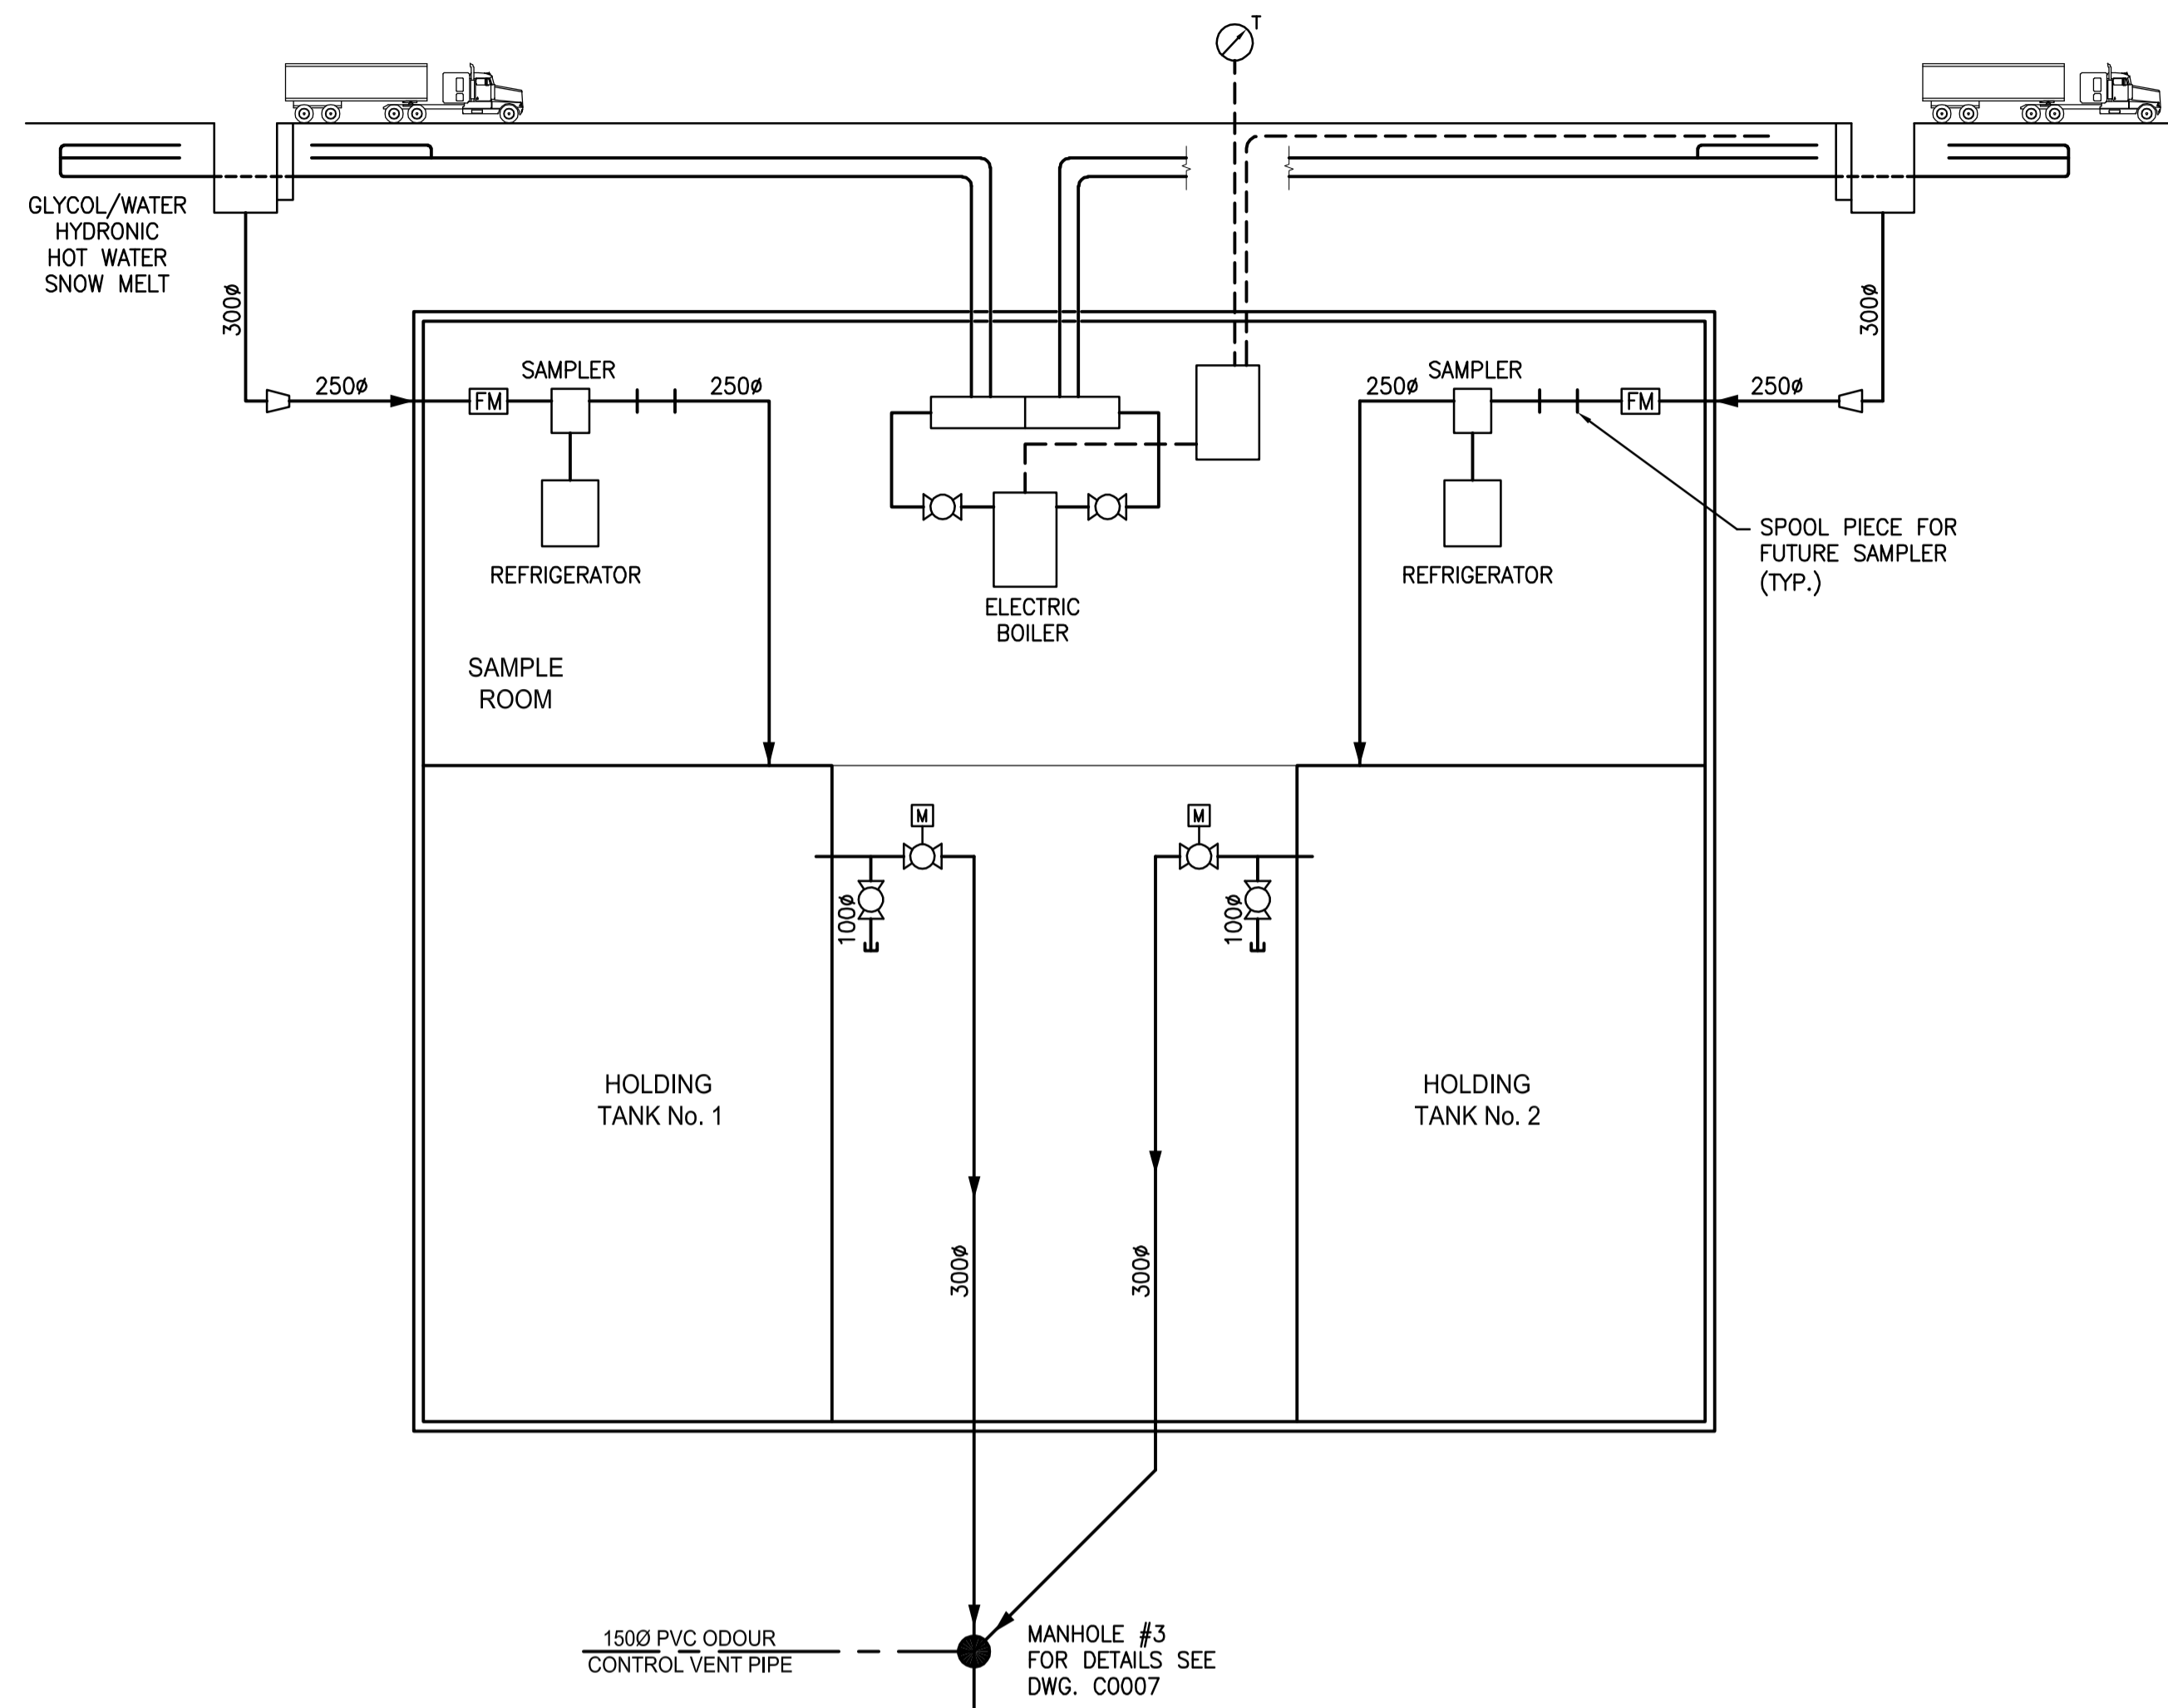 T
GLYCOL/WATER
HYDRONIC
HOT WATER
SNOW MELT
300ø
300ø
250ø
FM
SAMPLER
250ø
250ø
SAMPLER
FM
250ø
REFRIGERATOR
ELECTRIC
BOILER
REFRIGERATOR
SPOOL PIECE FOR
FUTURE SAMPLER
(TYP.)
SAMPLE
ROOM
M
M
100ø
100ø
HOLDING
TANK No. 1
HOLDING
TANK No. 2
300ø
300ø
150Ø PVC ODOUR
CONTROL VENT PIPE
MANHOLE #3
FOR DETAILS SEE
DWG. C0007